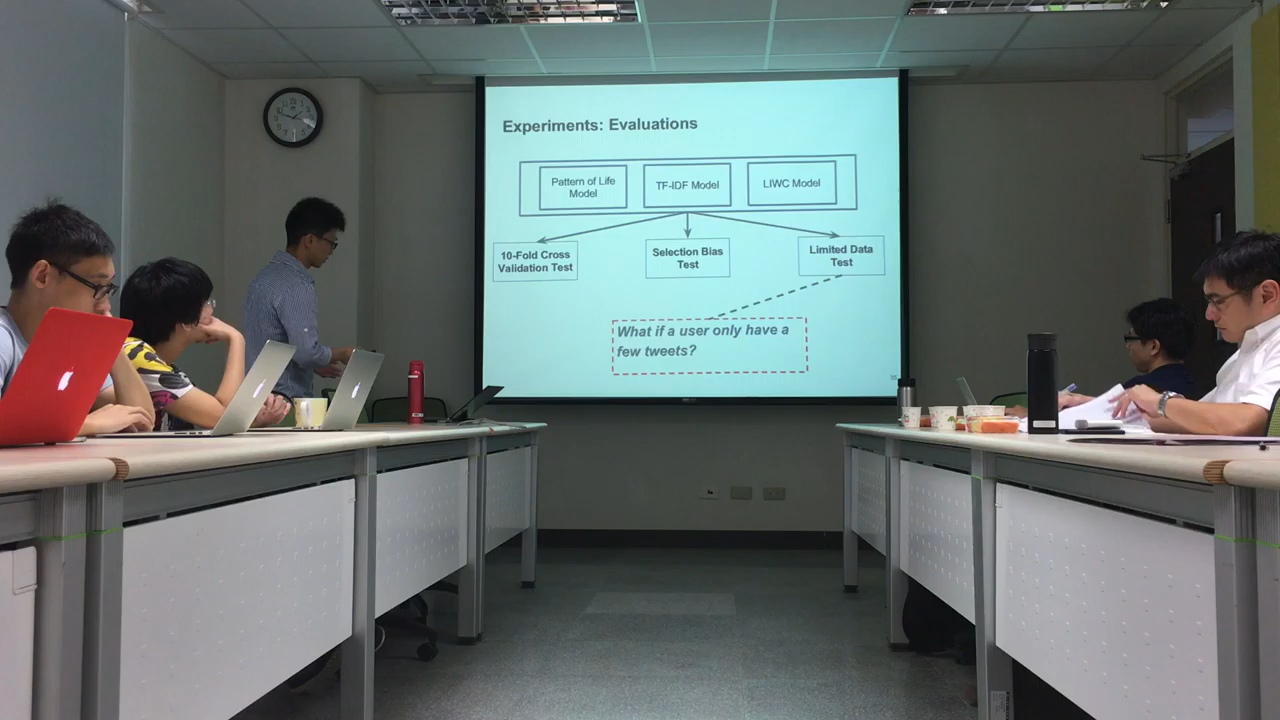 Experiments: Evaluations
Pattern of Life
Model
TF-IDF Model
LIWC Model
10-Fold Cross
Validation Test
Selection Bias
Test
Limited Data
Test
What if a user only have a
few tweets?